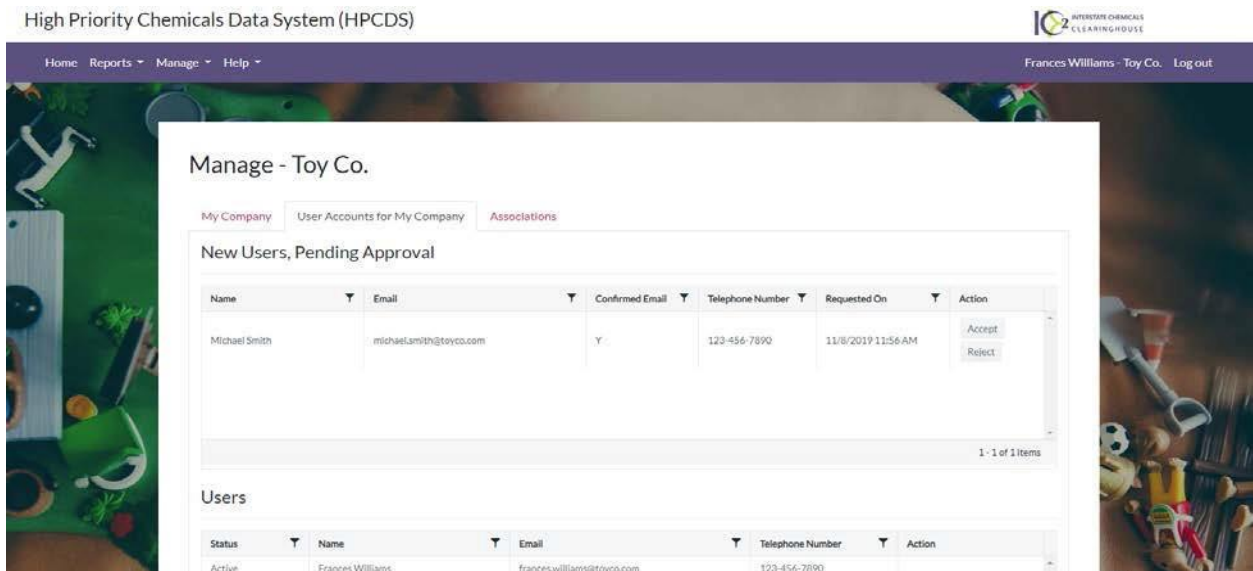 High Priority Chemicals Data System (HPCDS)
IC2 INTERSTATE CHEMICALS
CLEARINGHOUSE
Home Reports Manage Help Frances Williams - Toy Co. Log out
Manage - Toy Co.
My Company User Accounts for My Company Associations
New Users, Pending Approval
Name Email Confirmed Email Telephone Number Requested On Action
Michael Smith michael.smith@toyco.com Y 123-456-7890 11/8/2019 11:56 AM Accept
Reject
1 - 1 of 1 items
Users
Status Name Email Telephone Number Action
Active Frances Williams frances.williams@toyco.com 123-456-7890